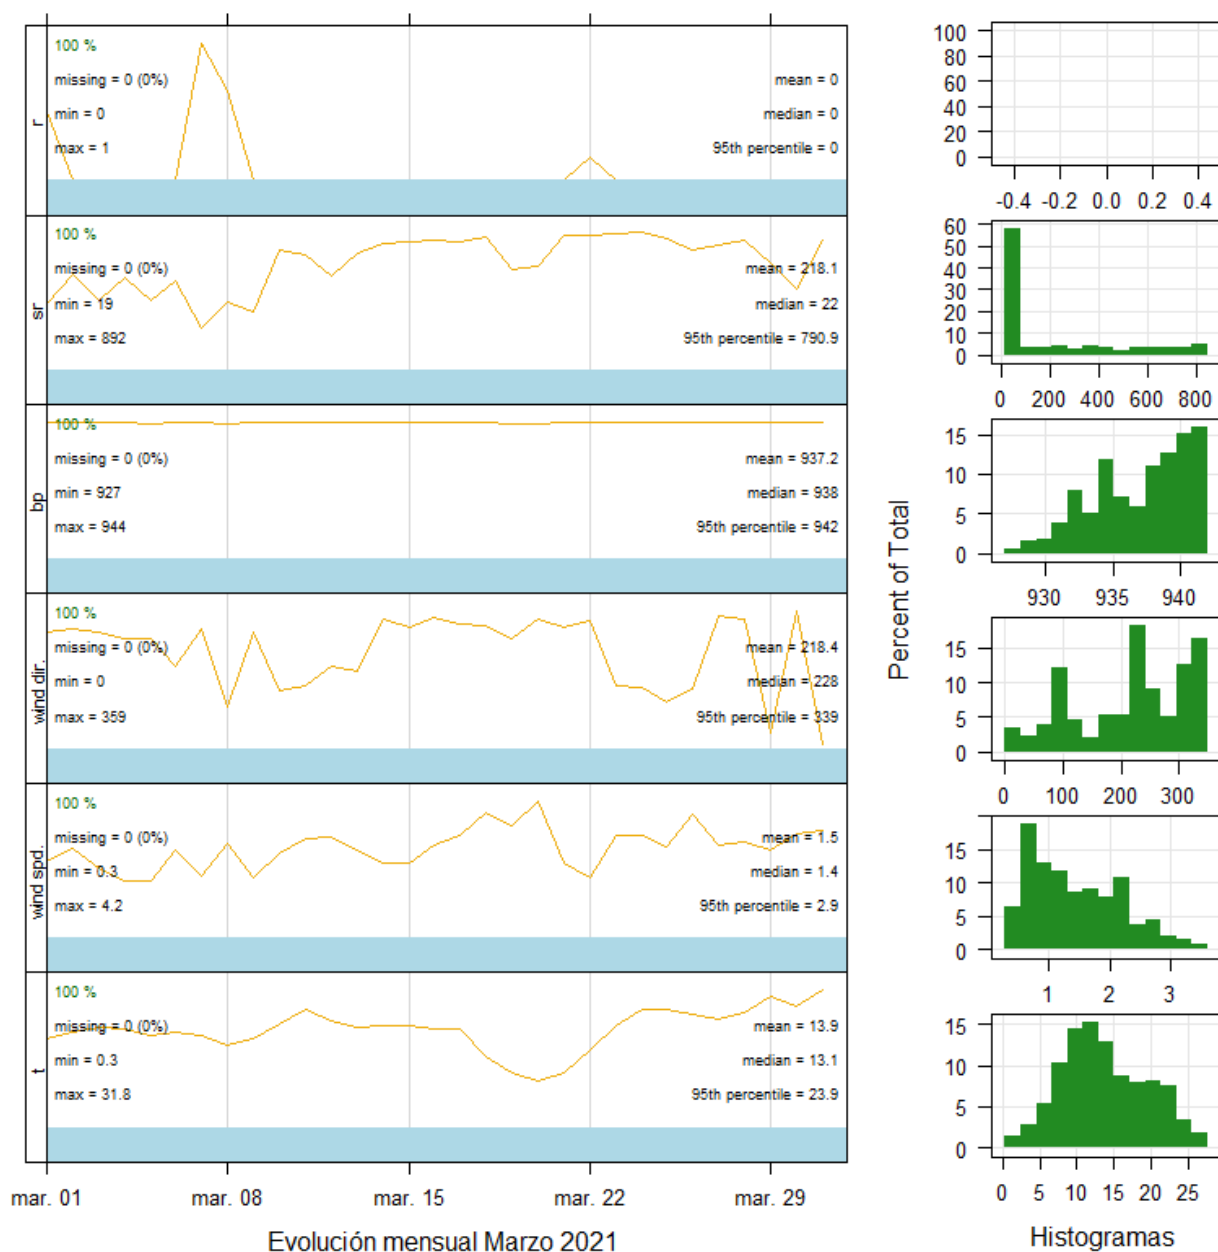 r
100 %
missing = 0 (0%)
min = 0
max = 1
mean = 0
median = 0
95th percentile = 0
sr
100 %
missing = 0 (0%)
min = 19
max = 892
mean = 218.1
median = 22
95th percentile = 790.9
bp
100 %
missing = 0 (0%)
min = 927
max = 944
mean = 937.2
median = 938
95th percentile = 942
wind dir.
100 %
missing = 0 (0%)
min = 0
max = 359
mean = 218.4
median = 228
95th percentile = 339
wind spd.
100 %
missing = 0 (0%)
min = 0.3
max = 4.2
mean = 1.5
median = 1.4
95th percentile = 2.9
t
100 %
missing = 0 (0%)
min = 0.3
max = 31.8
mean = 13.9
median = 13.1
95th percentile = 23.9
mar. 01 mar. 08 mar. 15 mar. 22 mar. 29
Evolución mensual Marzo 2021
Percent of Total
100
80
60
40
20
0
-0.4 -0.2 0.0 0.2 0.4
60
50
40
30
20
10
0
0 200 400 600 800
15
10
5
0
930 935 940
15
10
5
0
0 100 200 300
15
10
5
0
1 2 3
15
10
5
0
0 5 10 15 20 25
Histogramas